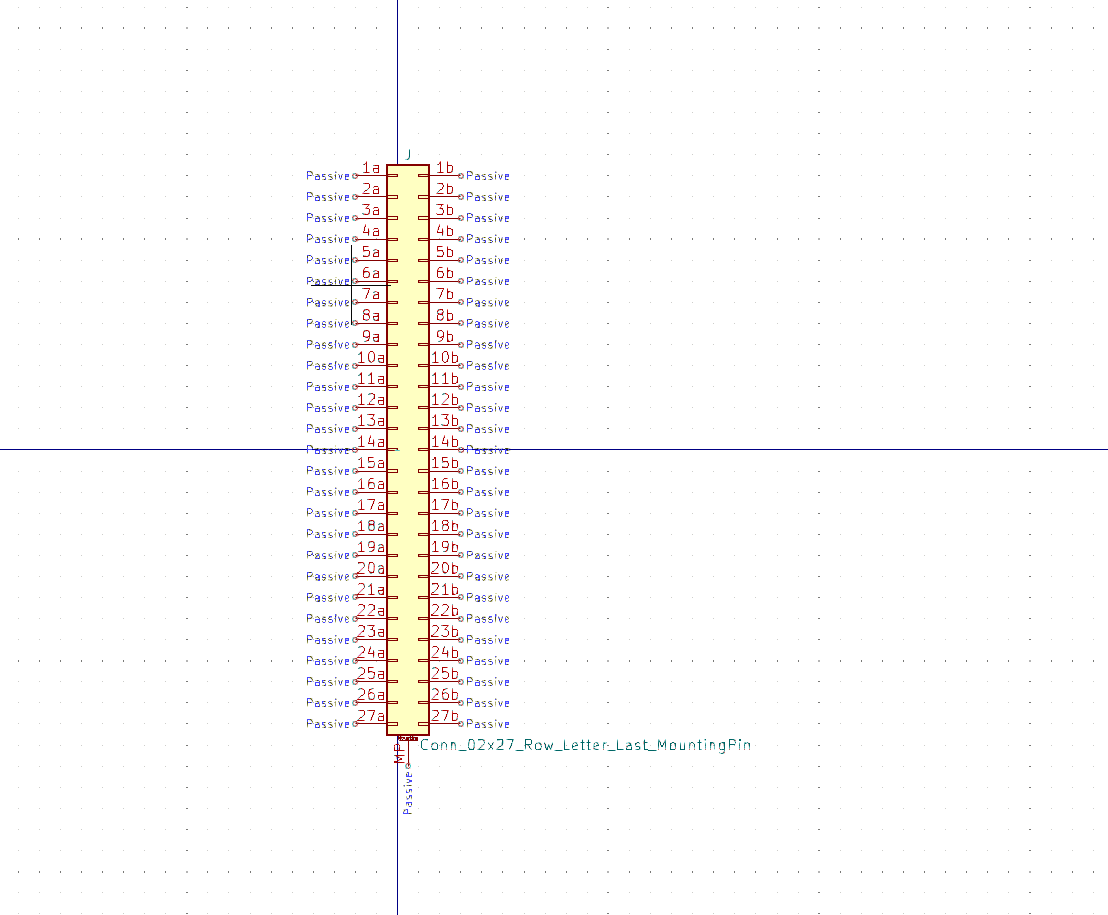 J
Passive 1a 1b Passive
Passive 2a 2b Passive
Passive 3a 3b Passive
Passive 4a 4b Passive
Passive 5a 5b Passive
Passive 6a 6b Passive
Passive 7a 7b Passive
Passive 8a 8b Passive
Passive 9a 9b Passive
Passive 10a 10b Passive
Passive 11a 11b Passive
Passive 12a 12b Passive
Passive 13a 13b Passive
Passive 14a 14b Passive
Passive 15a 15b Passive
Passive 16a 16b Passive
Passive 17a 17b Passive
Passive 18a 18b Passive
Passive 19a 19b Passive
Passive 20a 20b Passive
Passive 21a 21b Passive
Passive 22a 22b Passive
Passive 23a 23b Passive
Passive 24a 24b Passive
Passive 25a 25b Passive
Passive 26a 26b Passive
Passive 27a 27b Passive
MP
Conn_02x27_Row_Letter_Last_MountingPin
Passive